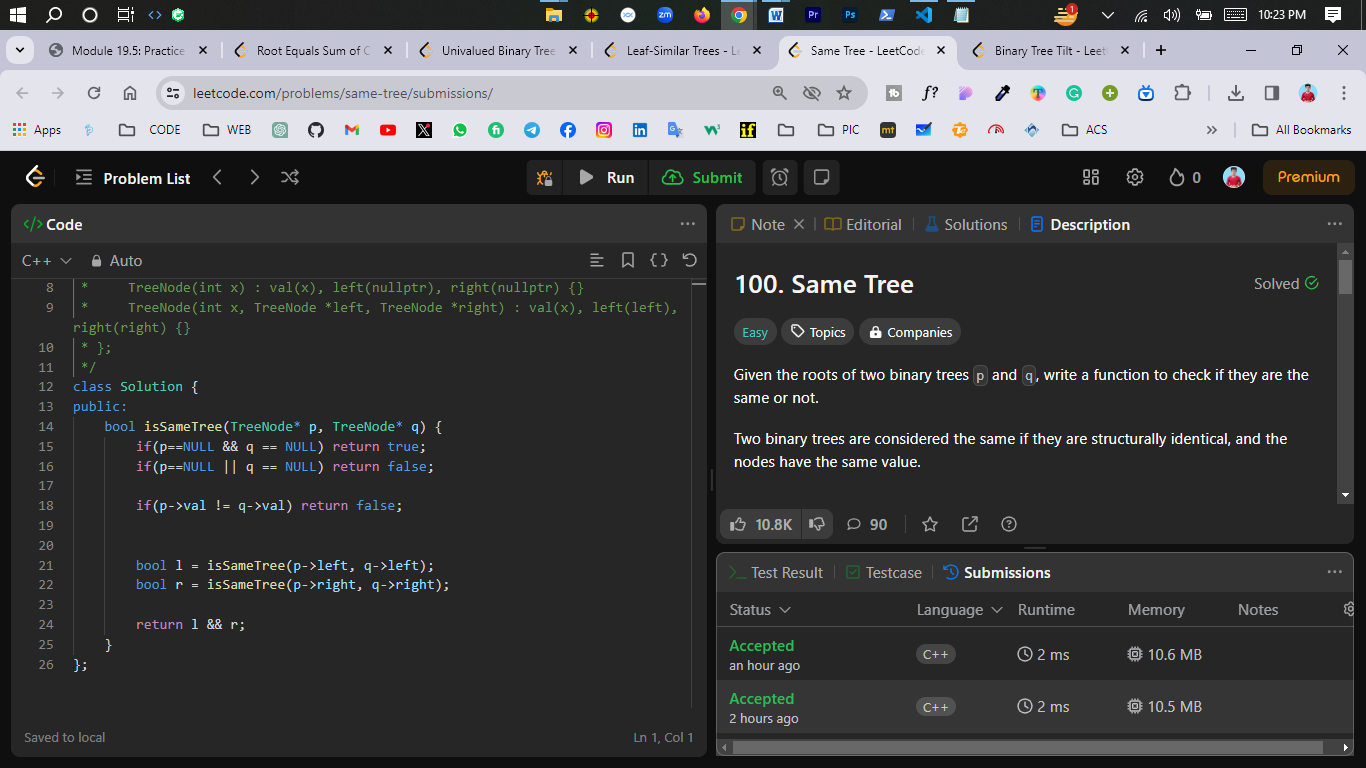 10:23 PM
Module 19.5: Practice
Root Equals Sum of C
Univalued Binary Tree
Leaf-Similar Trees - Le
Same Tree - LeetCode
Binary Tree Tilt - Leet
leetcode.com/problems/same-tree/submissions/
Apps
CODE
WEB
PIC
ACS
»
All Bookmarks
Problem List
Run
Submit
0
Premium
</> Code
C++
Auto
8 *     TreeNode(int x) : val(x), left(nullptr), right(nullptr) {}
9 *     TreeNode(int x, TreeNode *left, TreeNode *right) : val(x), left(left),
right(right) {}
10 * };
11 */
12 class Solution {
13 public:
14     bool isSameTree(TreeNode* p, TreeNode* q) {
15         if(p==NULL && q == NULL) return true;
16         if(p==NULL || q == NULL) return false;
17
18         if(p->val != q->val) return false;
19
20
21         bool l = isSameTree(p->left, q->left);
22         bool r = isSameTree(p->right, q->right);
23
24         return l && r;
25     }
26 };
Saved to local
Ln 1, Col 1
Note
Editorial
Solutions
Description
100. Same Tree
Solved
Easy
Topics
Companies
Given the roots of two binary trees p and q, write a function to check if they are the
same or not.
Two binary trees are considered the same if they are structurally identical, and the
nodes have the same value.
10.8K
90
Test Result
Testcase
Submissions
Status
Language
Runtime
Memory
Notes
Accepted
an hour ago
C++
2 ms
10.6 MB
Accepted
2 hours ago
C++
2 ms
10.5 MB